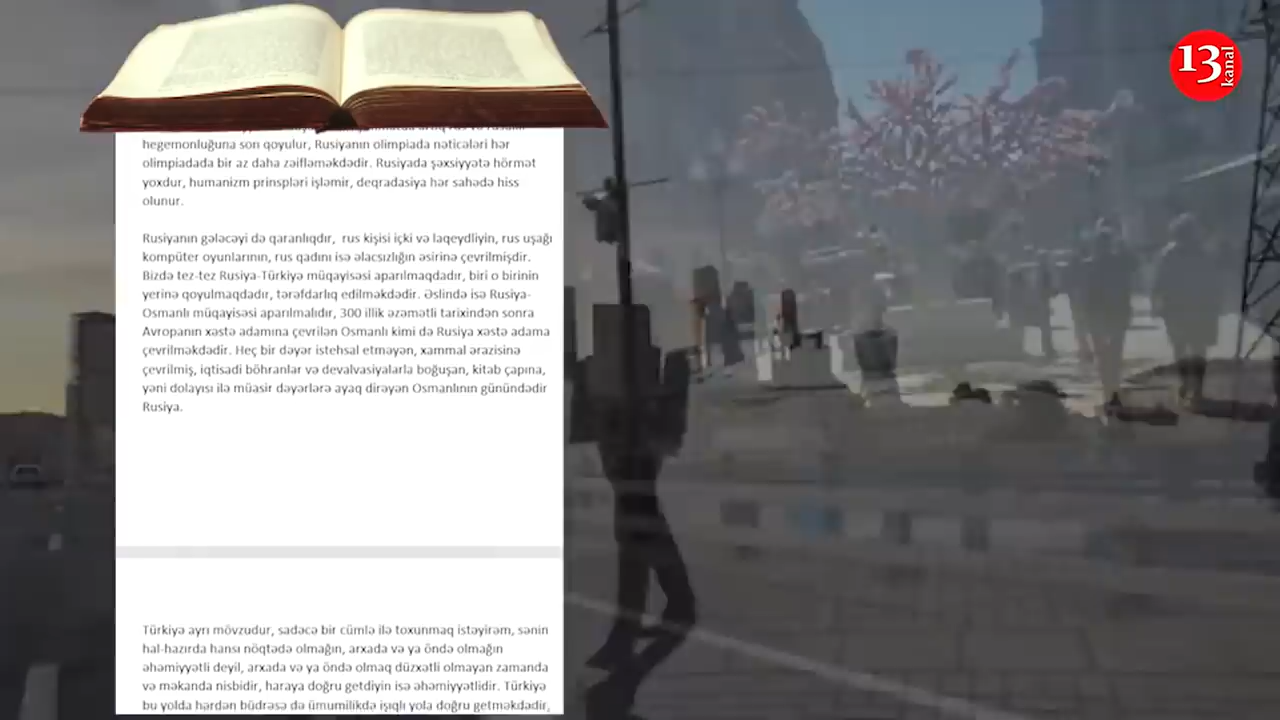 13
kanal
hegemonluğuna son qoyulur, Rusiyanın olimpiada nəticələri hər
olimpiadada bir az daha zəifləməkdədir. Rusiyada şəxsiyyətə hörmət
yoxdur, humanizm prinspləri işləmir, deqradasiya hər sahədə hiss
olunur.
Rusiyanın gələcəyi də qaranlıqdır, rus kişisi içki və laqeydliyin, rus uşağı
kompüter oyunlarının, rus qadını isə əlacsızlığın əsirinə çevrilmişdir.
Bizdə tez-tez Rusiya-Türkiyə müqayisəsi aparılmaqdadır, biri o birinin
yerinə qoyulmaqdadır, tərəfdarlıq edilməkdədir. Əslində isə Rusiya-
Osmanlı müqayisəsi aparılmalıdır, 300 illik əzəmətli tarixindən sonra
Avropanın xəstə adamına çevrilən Osmanlı kimi də Rusiya xəstə adama
çevrilməkdədir. Heç bir dəyər istehsal etməyən, xammal ərazisinə
çevrilmiş, iqtisadi böhranlar və devalvasiyalarla boğuşan, kitab çapına,
yəni dolayısı ilə müasir dəyərlərə ayaq dirəyən Osmanlının günündədir
Rusiya.
Türkiyə ayrı mövzudur, sadəcə bir cümlə ilə toxunmaq istəyirəm, sənin
hal-hazırda hansı nöqtədə olmağın, arxada və ya öndə olmağın
əhəmiyyətli deyil, arxada və ya öndə olmaq düzxətli olmayan zamanda
və məkanda nisbidir, haraya doğru getdiyin isə əhəmiyyətlidir. Türkiyə
bu yolda hərdən büdrəsə də ümumilikdə işıqlı yola doğru getməkdədir,